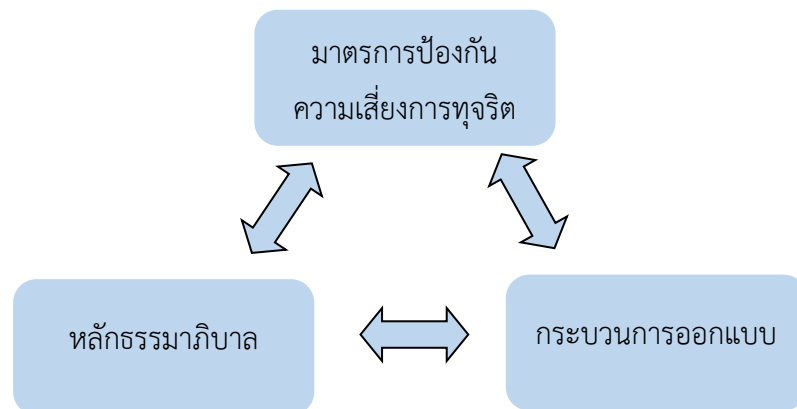 มาตรการป้องกัน
ความเสี่ยงการทุจริต
หลักธรรมาภิบาล
กระบวนการออกแบบ